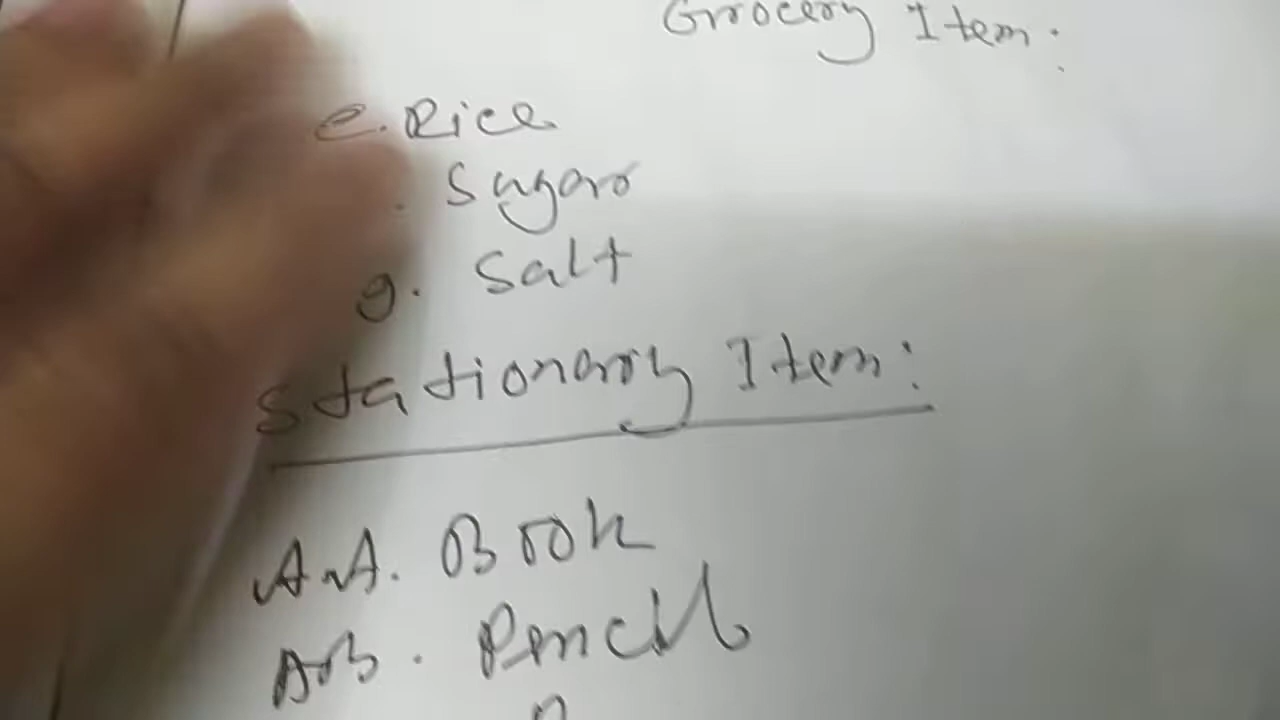 Grocery Item:
e. Rice
. Sugar
g. Salt
Stationary Item:
A.A. Book
A.B. Pencil